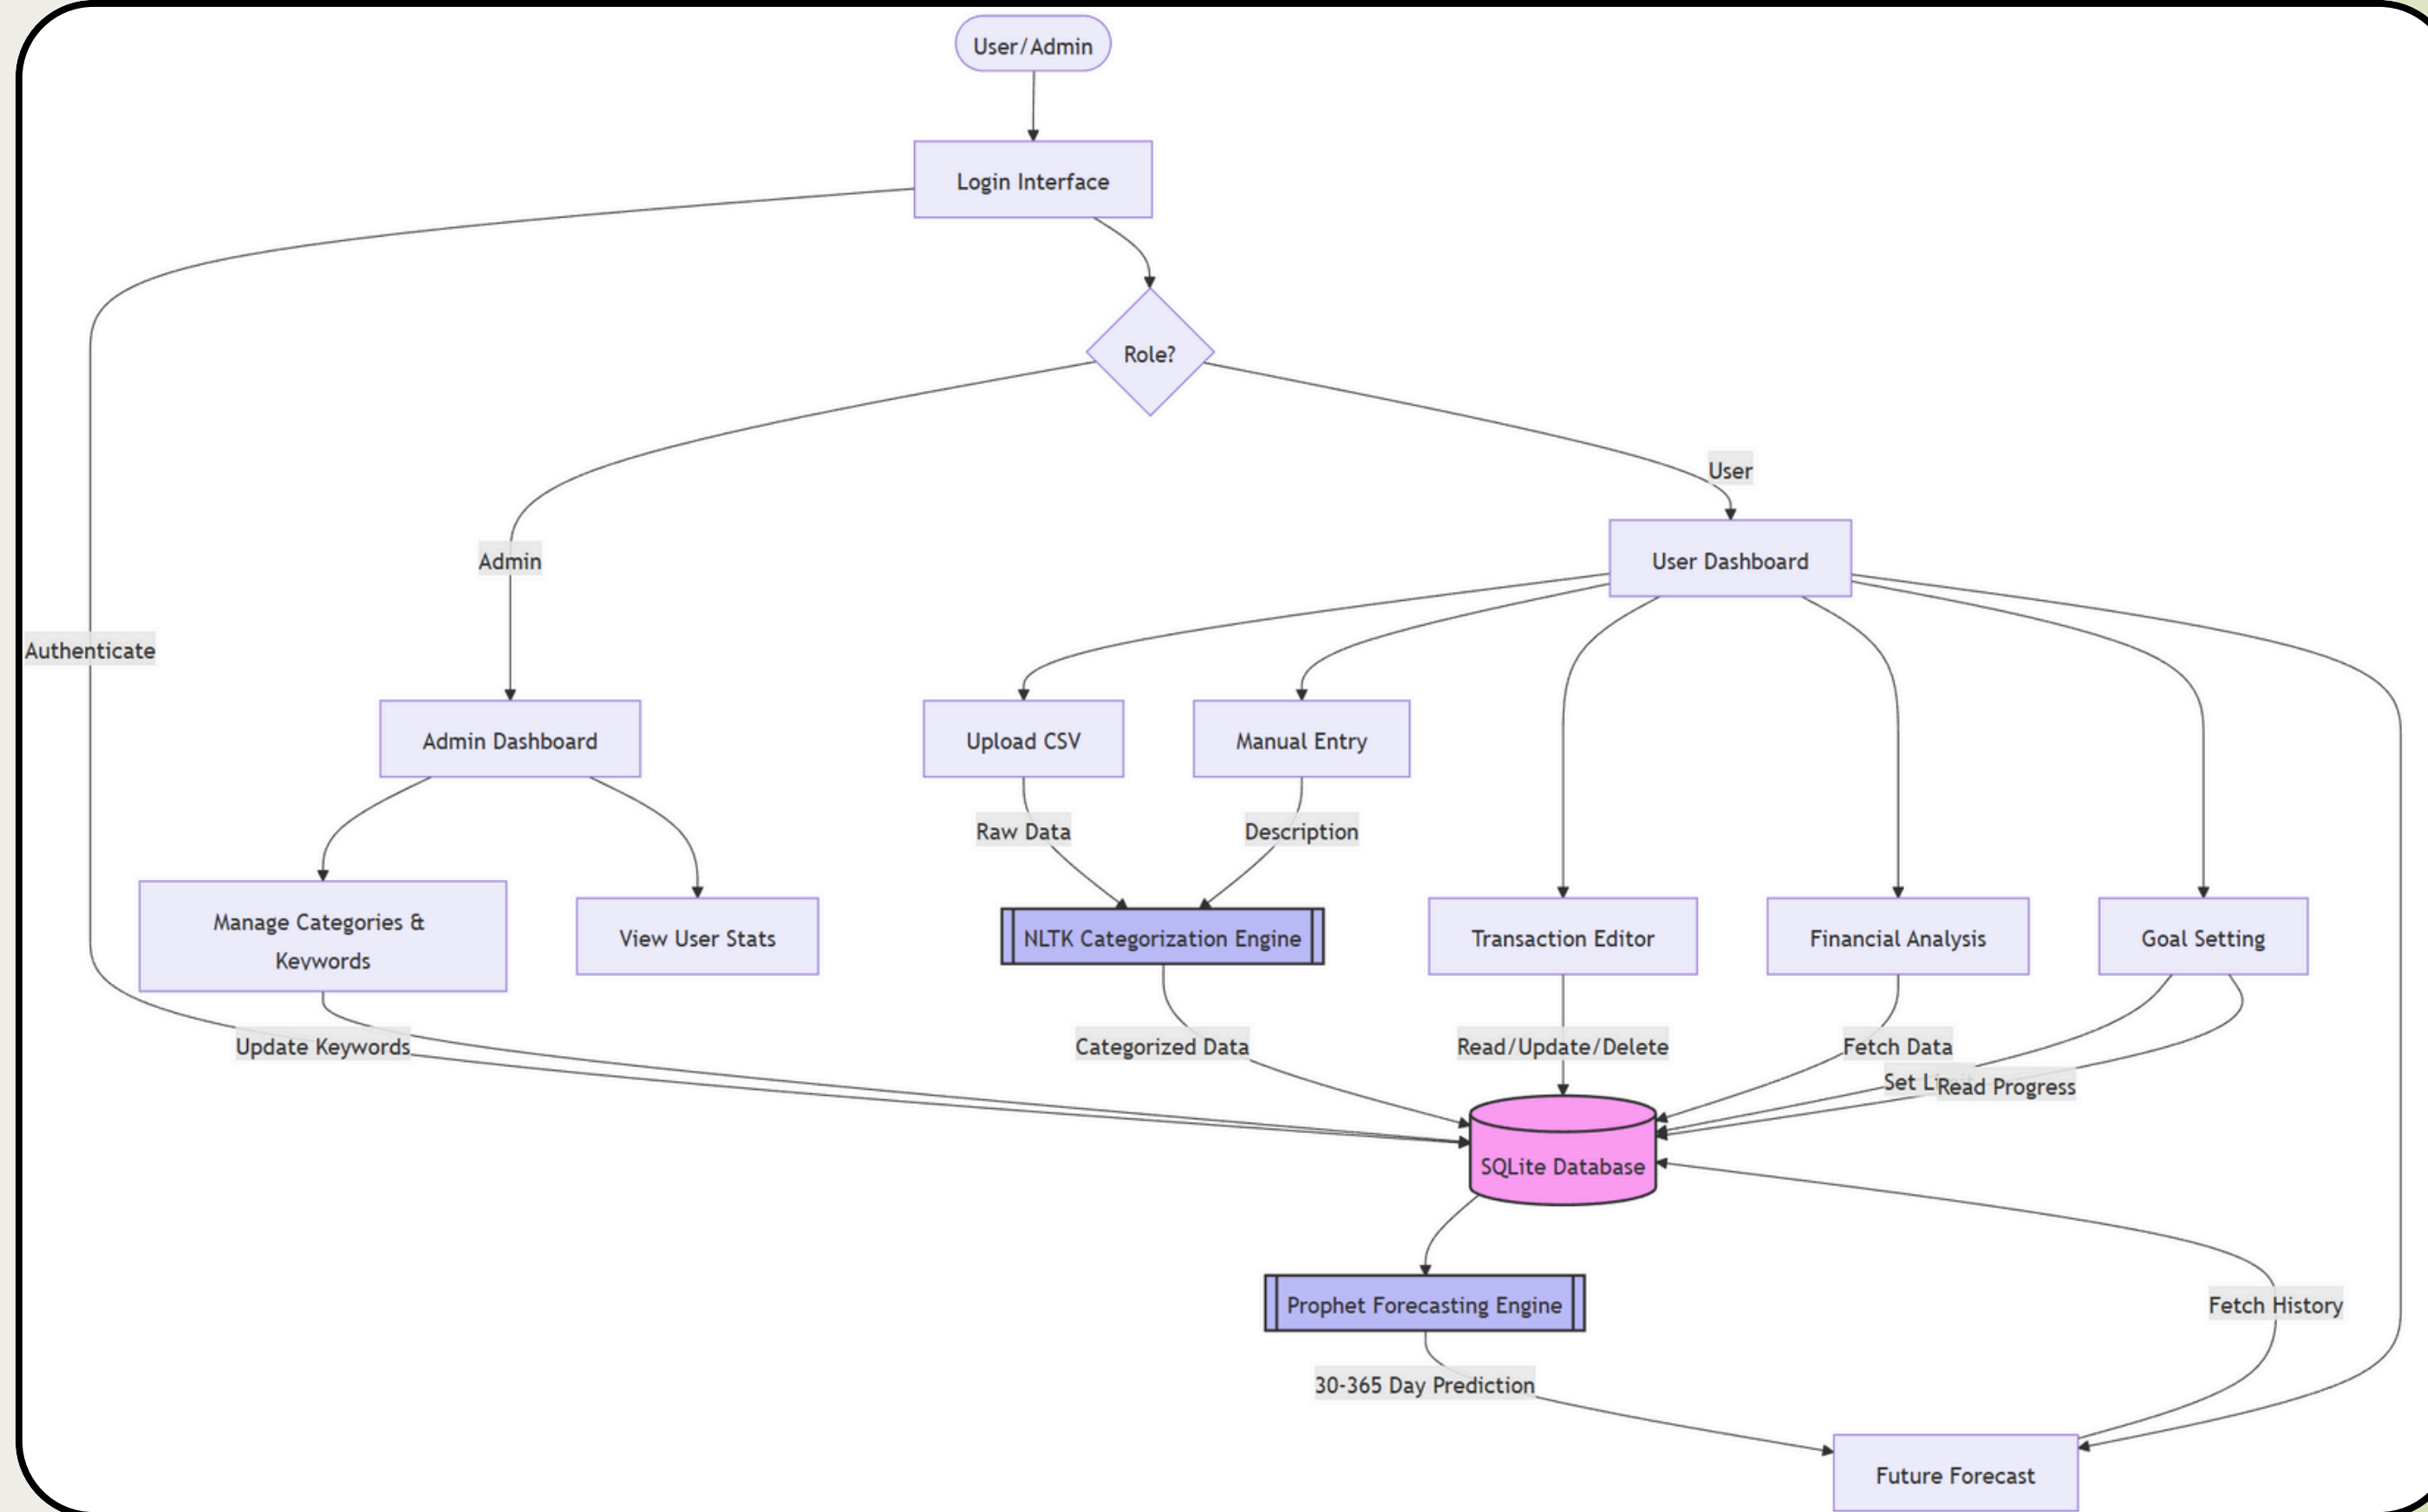 User/Admin
Login Interface
Role?
User
Admin
User Dashboard
Authenticate
Admin Dashboard
Upload CSV
Manual Entry
Raw Data
Description
Manage Categories &
Keywords
View User Stats
NLTK Categorization Engine
Transaction Editor
Financial Analysis
Goal Setting
Update Keywords
Categorized Data
Read/Update/Delete
Fetch Data
Set
Read Progress
SQLite Database
Prophet Forecasting Engine
Fetch History
30-365 Day Prediction
Future Forecast